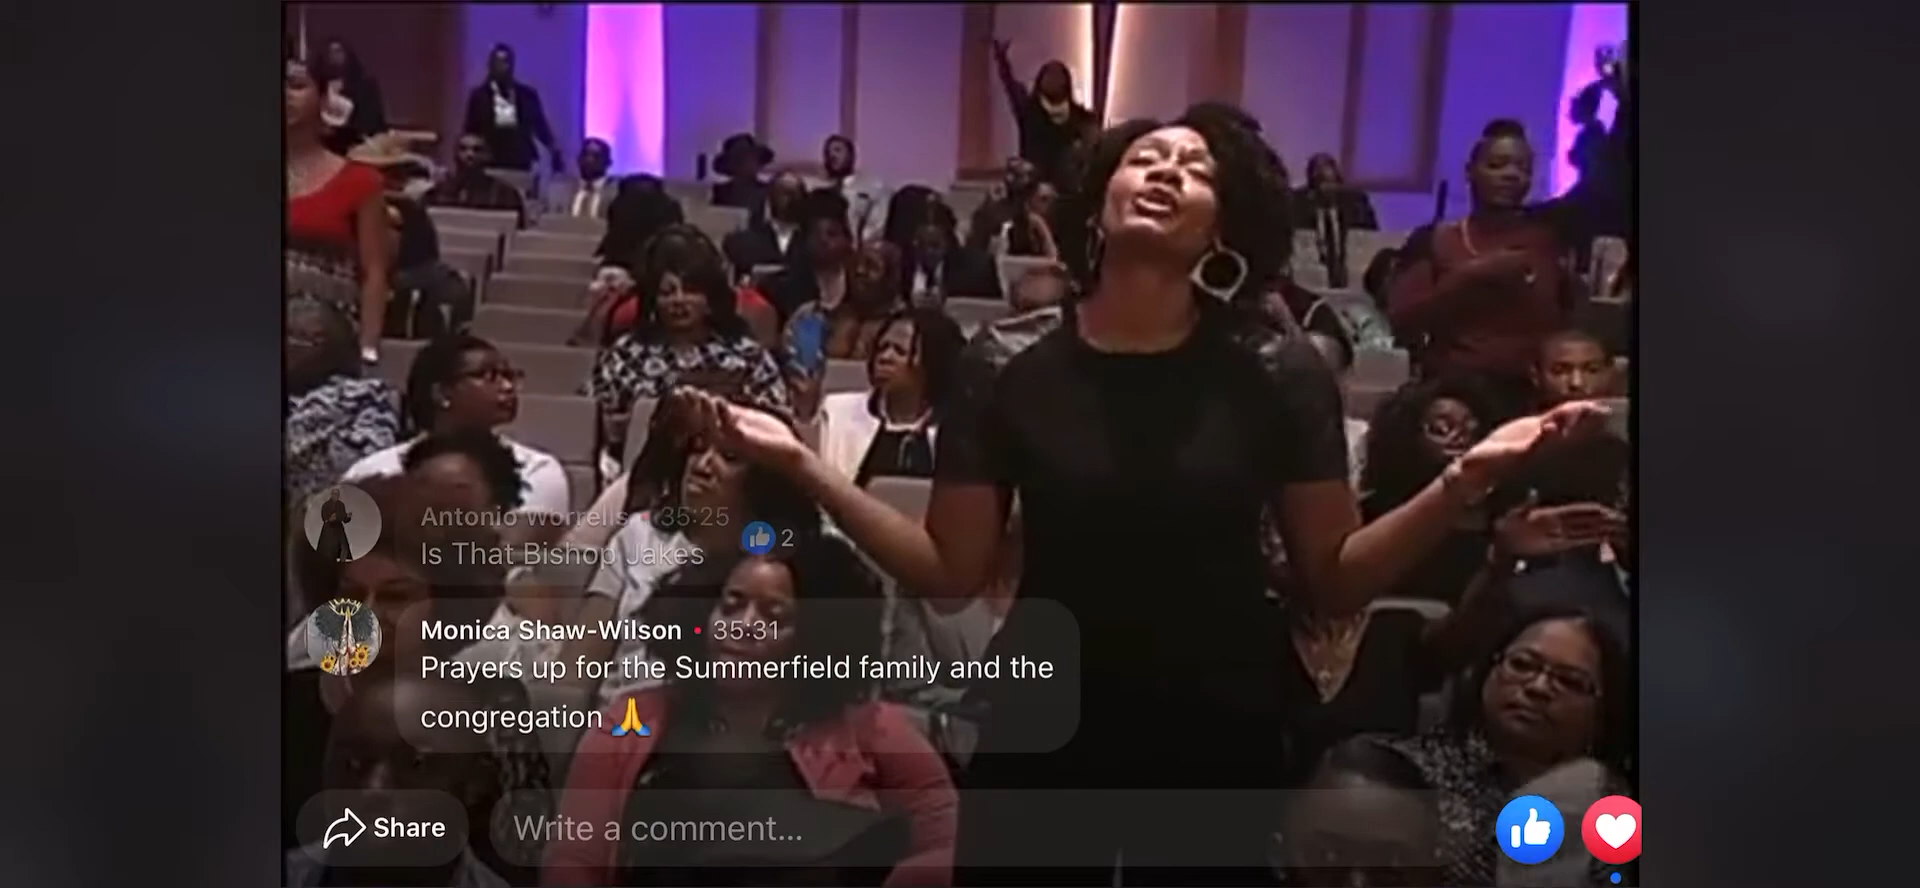 Antonio Worrells • 35:25
Is That Bishop Jakes
2
Monica Shaw-Wilson • 35:31
Prayers up for the Summerfield family and the
congregation 🙏
Share
Write a comment...